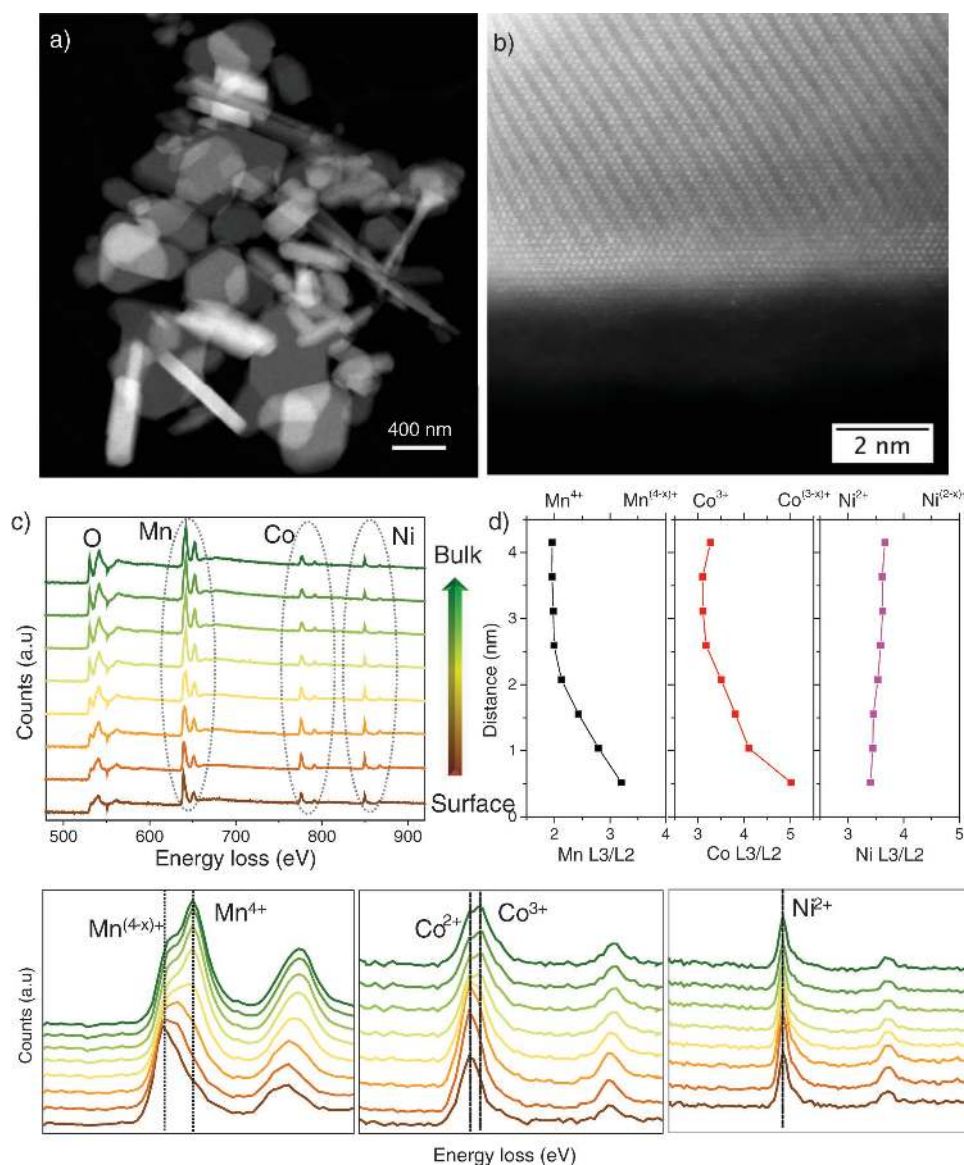 a)
400 nm
b)
2 nm
c)
O
Mn
Co
Ni
Bulk
Surface
Counts (a.u)
500 600 700 800 900
Energy loss (eV)
d)
Mn⁴⁺ Mn⁽⁴⁻ˣ⁾⁺ Co³⁺ Co⁽³⁻ˣ⁾⁺ Ni²⁺ Ni⁽²⁻ˣ⁾⁺
Distance (nm)
4
3
2
1
0
2 3 4 3 4 5 3 4 5
Mn L3/L2 Co L3/L2 Ni L3/L2
Counts (a.u)
Mn⁽⁴⁻ˣ⁾⁺ Mn⁴⁺
Co²⁺ Co³⁺
Ni²⁺
Energy loss (eV)